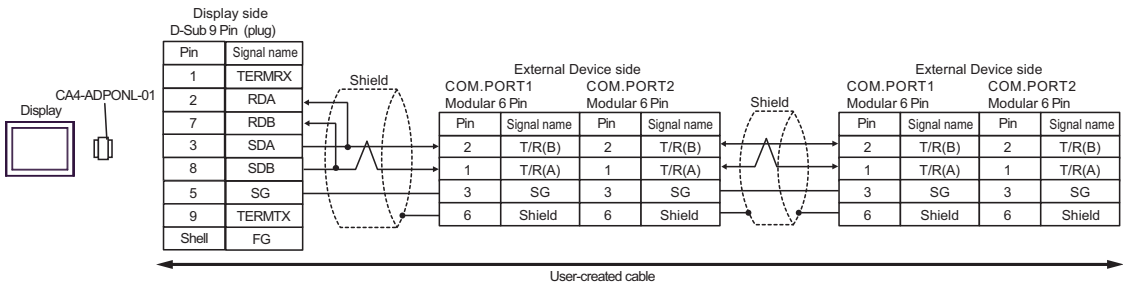 Display
CA4-ADPONL-01
Display side
D-Sub 9 Pin (plug)
Pin Signal name
1 TERMRX
2 RDA
7 RDB
3 SDA
8 SDB
5 SG
9 TERMTX
Shell FG
Shield
External Device side
COM.PORT1 COM.PORT2
Modular 6 Pin Modular 6 Pin
Pin Signal name Pin Signal name
2 T/R(B) 2 T/R(B)
1 T/R(A) 1 T/R(A)
3 SG 3 SG
6 Shield 6 Shield
Shield
External Device side
COM.PORT1 COM.PORT2
Modular 6 Pin Modular 6 Pin
Pin Signal name Pin Signal name
2 T/R(B) 2 T/R(B)
1 T/R(A) 1 T/R(A)
3 SG 3 SG
6 Shield 6 Shield
User-created cable